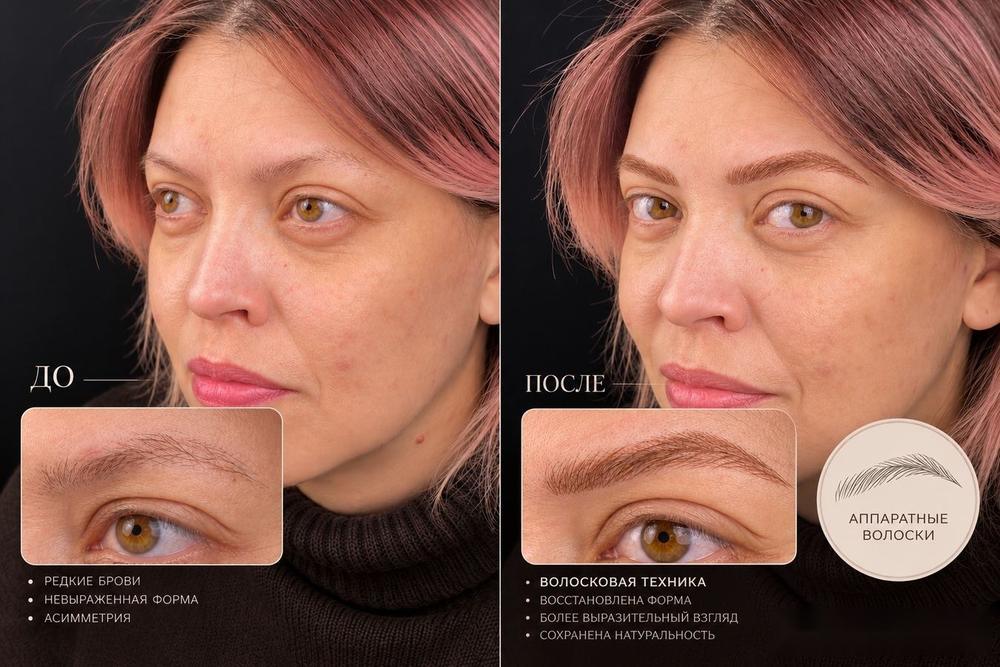 ДО
РЕДКИЕ БРОВИ
НЕВЫРАЖЕННАЯ ФОРМА
АСИММЕТРИЯ
ПОСЛЕ
ВОЛОСКОВАЯ ТЕХНИКА
ВОССТАНОВЛЕНА ФОРМА
БОЛЕЕ ВЫРАЗИТЕЛЬНЫЙ ВЗГЛЯД
СОХРАНЕНА НАТУРАЛЬНОСТЬ
АППАРАТНЫЕ
ВОЛОСКИ